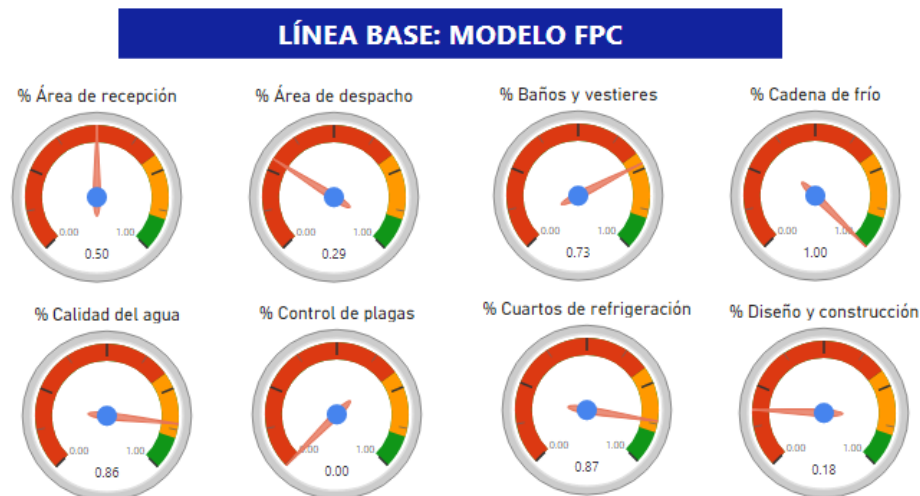 LÍNEA BASE: MODELO FPC
% Área de recepción
0.00 1.00
0.50
% Área de despacho
0.00 1.00
0.29
% Baños y vestieres
0.00 1.00
0.73
% Cadena de frío
0.00 1.00
1.00
% Calidad del agua
0.00 1.00
0.86
% Control de plagas
0.00 1.00
0.00
% Cuartos de refrigeración
0.00 1.00
0.87
% Diseño y construcción
0.00 1.00
0.18